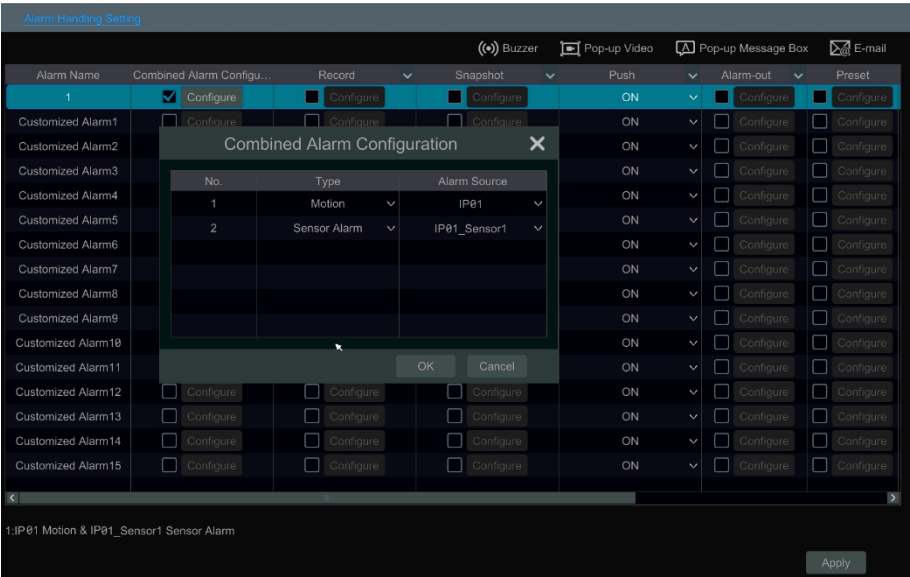 Alarm Handling Setting
Buzzer Pop-up Video Pop-up Message Box E-mail
Alarm Name Combined Alarm Configu... Record Snapshot Push Alarm-out Preset
1 Configure Configure Configure ON Configure Configure
Customized Alarm1 Configure Configure Configure ON Configure Configure
Combined Alarm Configuration
Customized Alarm2 ON Configure Configure
Customized Alarm3 ON Configure Configure
No. Type Alarm Source
Customized Alarm4 ON Configure Configure
1 Motion IP01
Customized Alarm5 ON Configure Configure
2 Sensor Alarm IP01_Sensor1
Customized Alarm6 ON Configure Configure
Customized Alarm7 ON Configure Configure
Customized Alarm8 ON Configure Configure
Customized Alarm9 ON Configure Configure
Customized Alarm10 ON Configure Configure
Customized Alarm11 ON Configure Configure
OK Cancel
Customized Alarm12 Configure Configure Configure ON Configure Configure
Customized Alarm13 Configure Configure Configure ON Configure Configure
Customized Alarm14 Configure Configure Configure ON Configure Configure
Customized Alarm15 Configure Configure Configure ON Configure Configure
1:IP01 Motion & IP01_Sensor1 Sensor Alarm
Apply